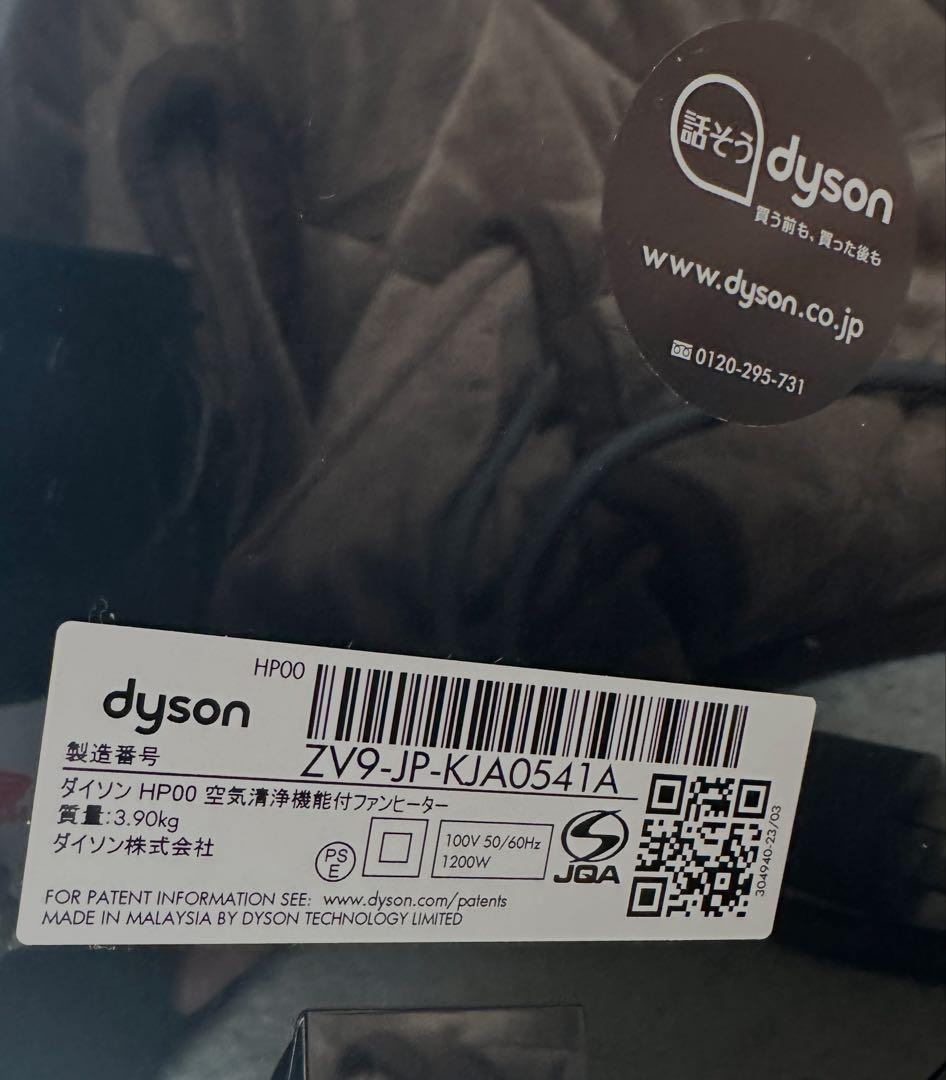 話そう
dyson
買う前も、買った後も
www.dyson.co.jp
0120-295-731
HP00
dyson
製造番号
ZV9-JP-KJA0541A
ダイソン HP00 空気清浄機能付ファンヒーター
質量:3.90kg
ダイソン株式会社
PS
E
100V 50/60Hz
1200W
JQA
304940-23/03
FOR PATENT INFORMATION SEE: www.dyson.com/patents
MADE IN MALAYSIA BY DYSON TECHNOLOGY LIMITED